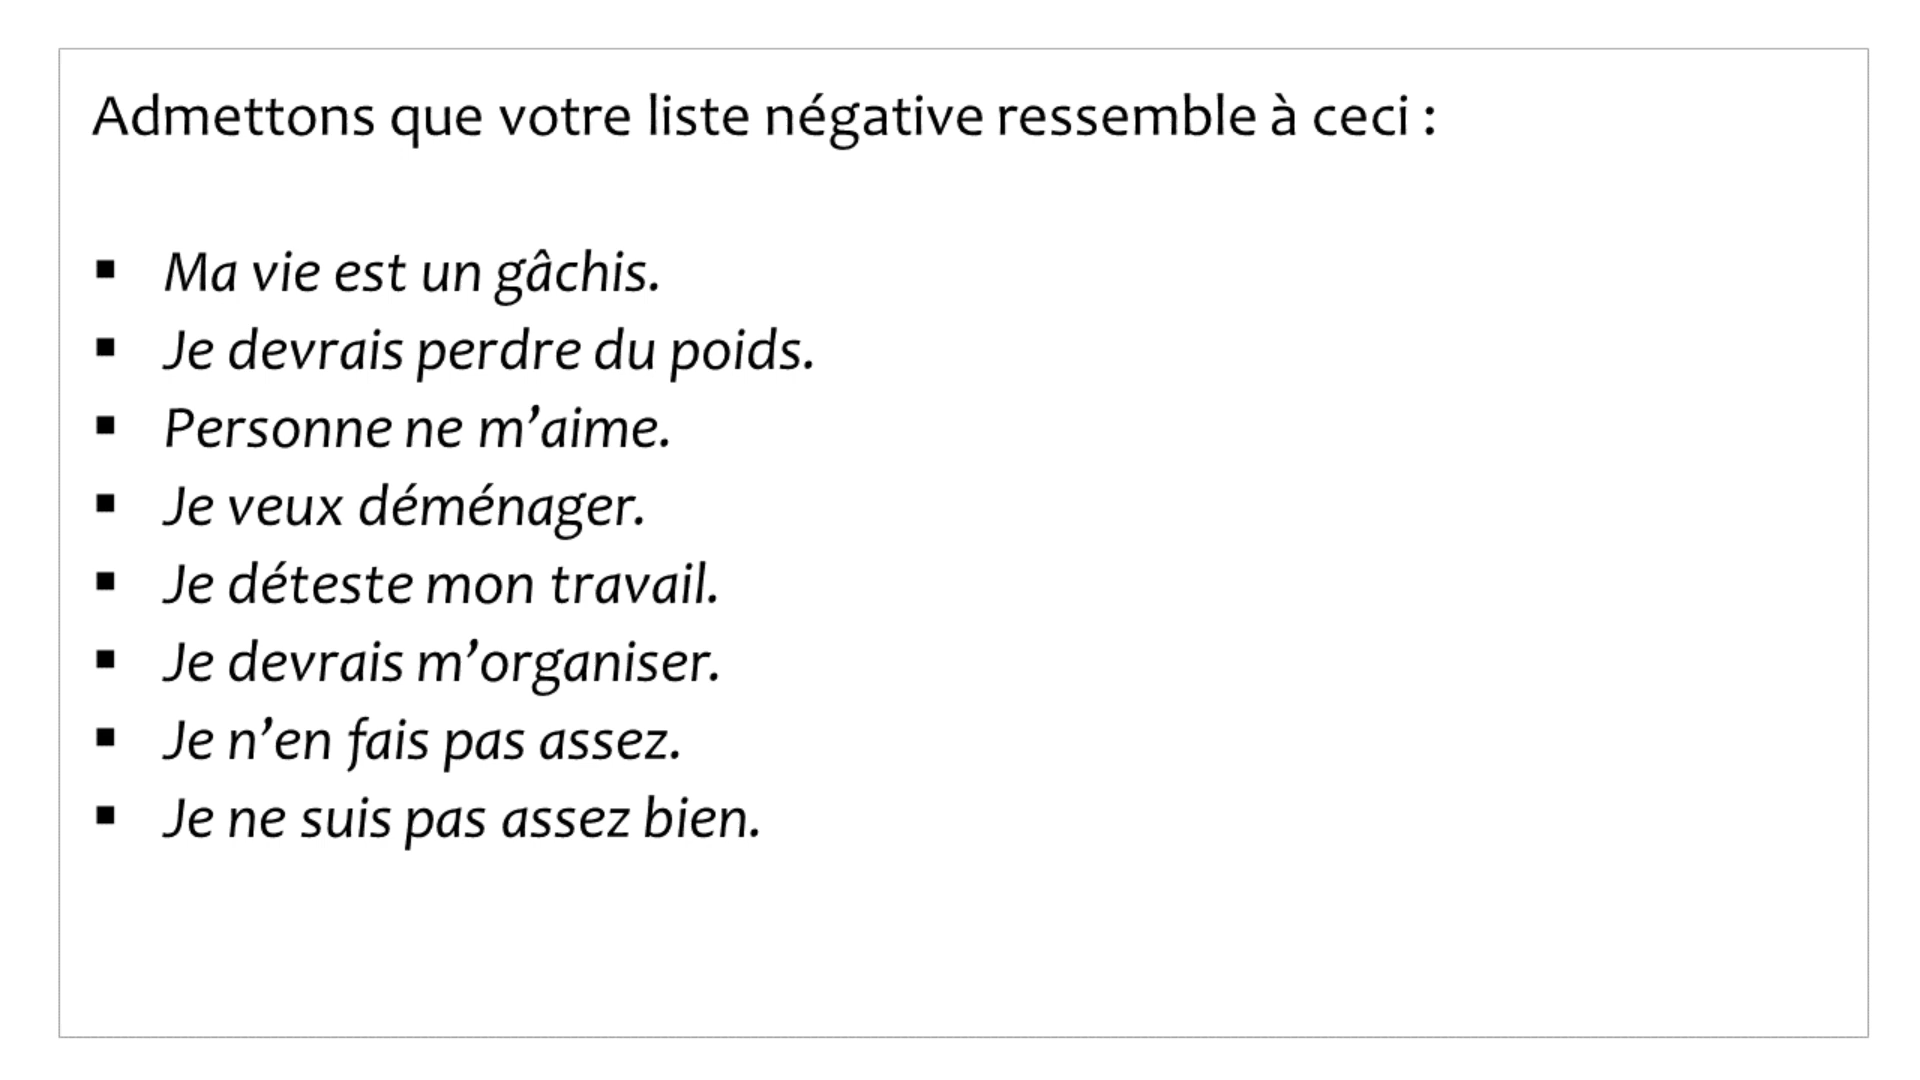 Admettons que votre liste négative ressemble à ceci :
▪ Ma vie est un gâchis.
▪ Je devrais perdre du poids.
▪ Personne ne m’aime.
▪ Je veux déménager.
▪ Je déteste mon travail.
▪ Je devrais m’organiser.
▪ Je n’en fais pas assez.
▪ Je ne suis pas assez bien.